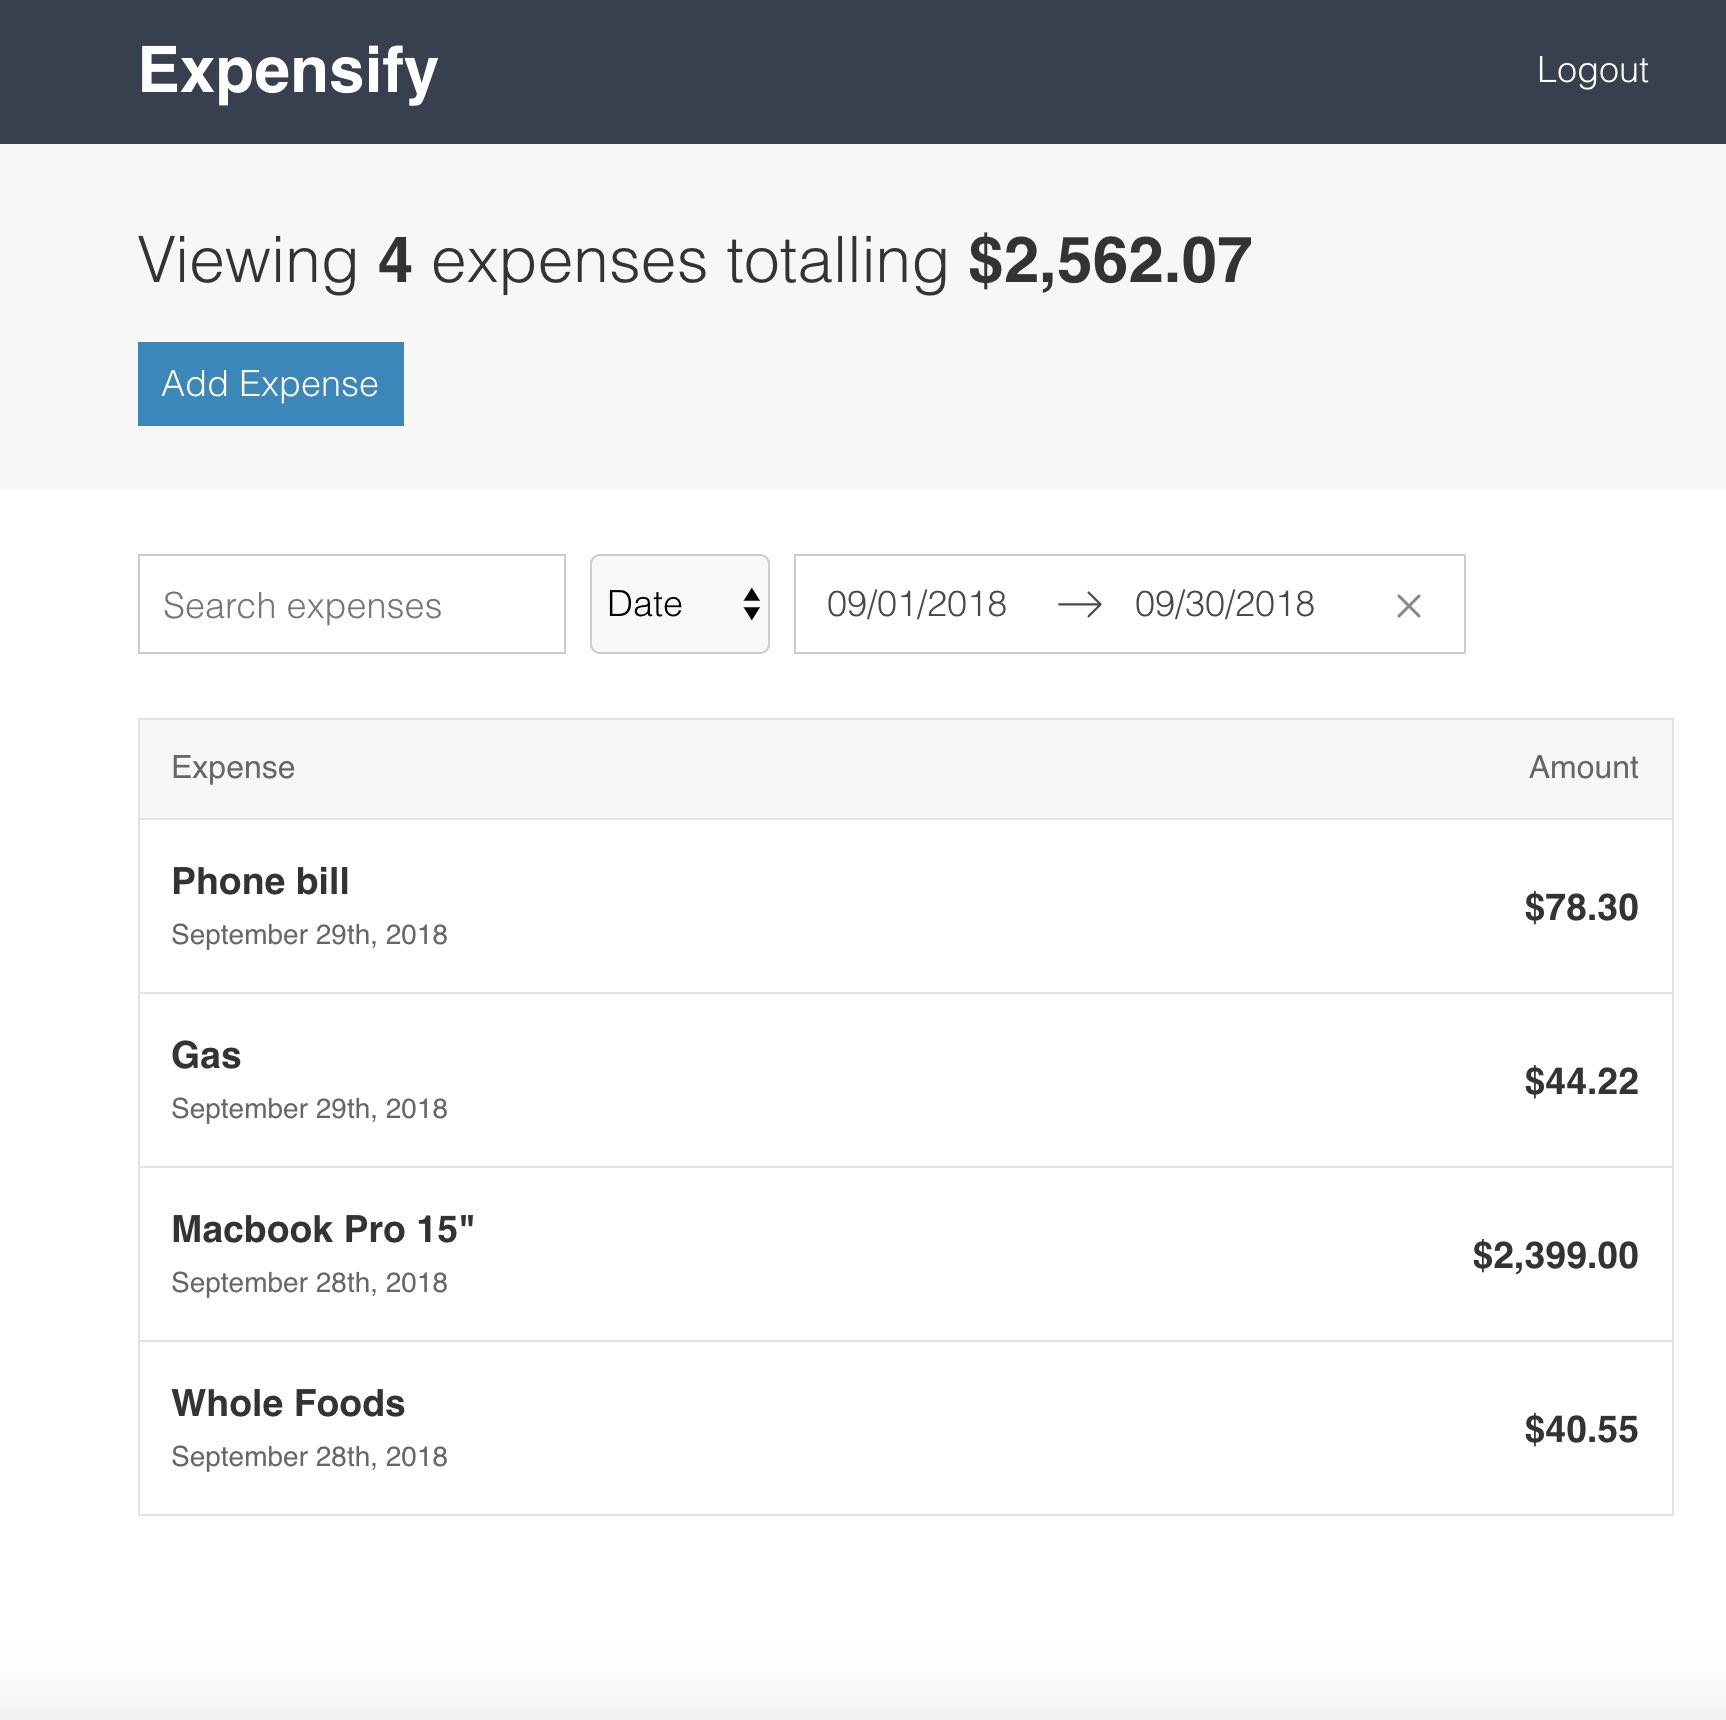 Expensify
Logout
Viewing 4 expenses totalling $2,562.07
Add Expense
Search expenses
Date
09/01/2018 → 09/30/2018
Expense
Amount
Phone bill
September 29th, 2018
$78.30
Gas
September 29th, 2018
$44.22
Macbook Pro 15"
September 28th, 2018
$2,399.00
Whole Foods
September 28th, 2018
$40.55